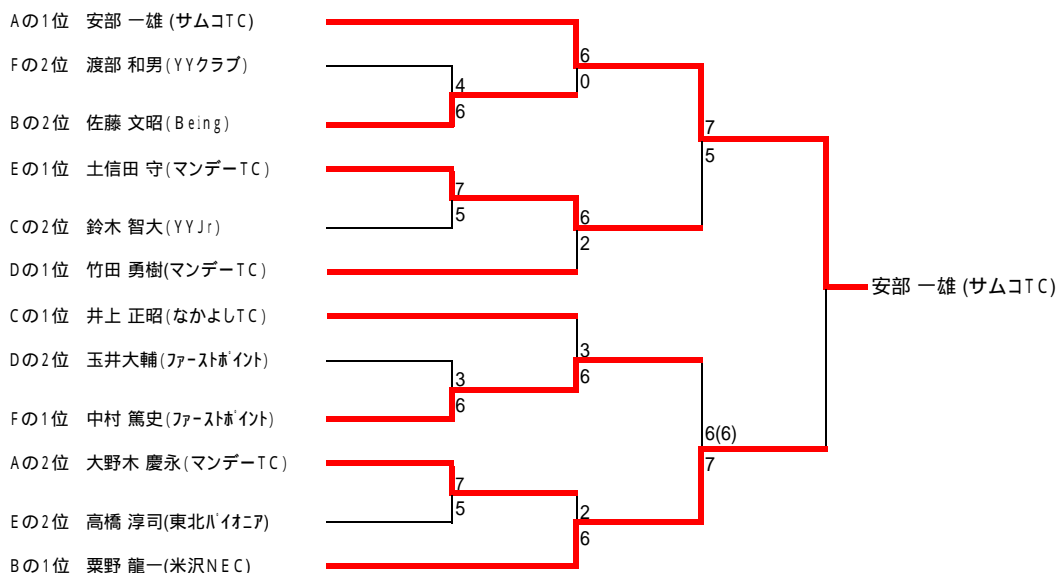 Aの1位 安部 一雄 (サムコTC)
Fの2位 渡部 和男(YYクラブ)
Bの2位 佐藤 文昭(Being)
Eの1位 土信田 守(マンデーTC)
Cの2位 鈴木 智大(YYJr)
Dの1位 竹田 勇樹(マンデーTC)
Cの1位 井上 正昭(なかよしTC)
Dの2位 玉井大輔(ファーストポイント)
Fの1位 中村 篤史(ファーストポイント)
Aの2位 大野木 慶永(マンデーTC)
Eの2位 高橋 淳司(東北パイオニア)
Bの1位 粟野 龍一(米沢NEC)
4
6
7
5
3
6
7
5
6
0
6
2
3
6
2
6
7
5
6(6)
7
安部 一雄 (サムコTC)